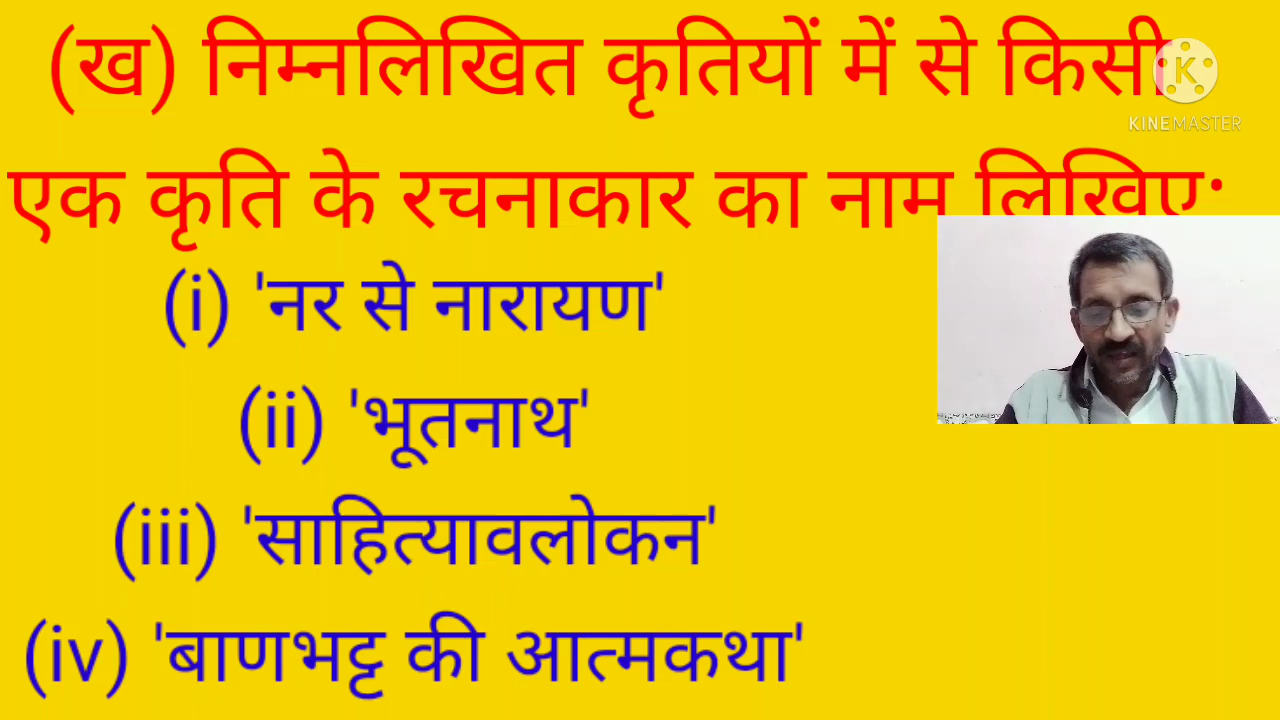 (ख) निम्नलिखित कृतियों में से किसी
KINEMASTER
एक कृति के रचनाकार का नाम लिखिए:
(i) 'नर से नारायण'
(ii) 'भूतनाथ'
(iii) 'साहित्यावलोकन'
(iv) 'बाणभट्ट की आत्मकथा'